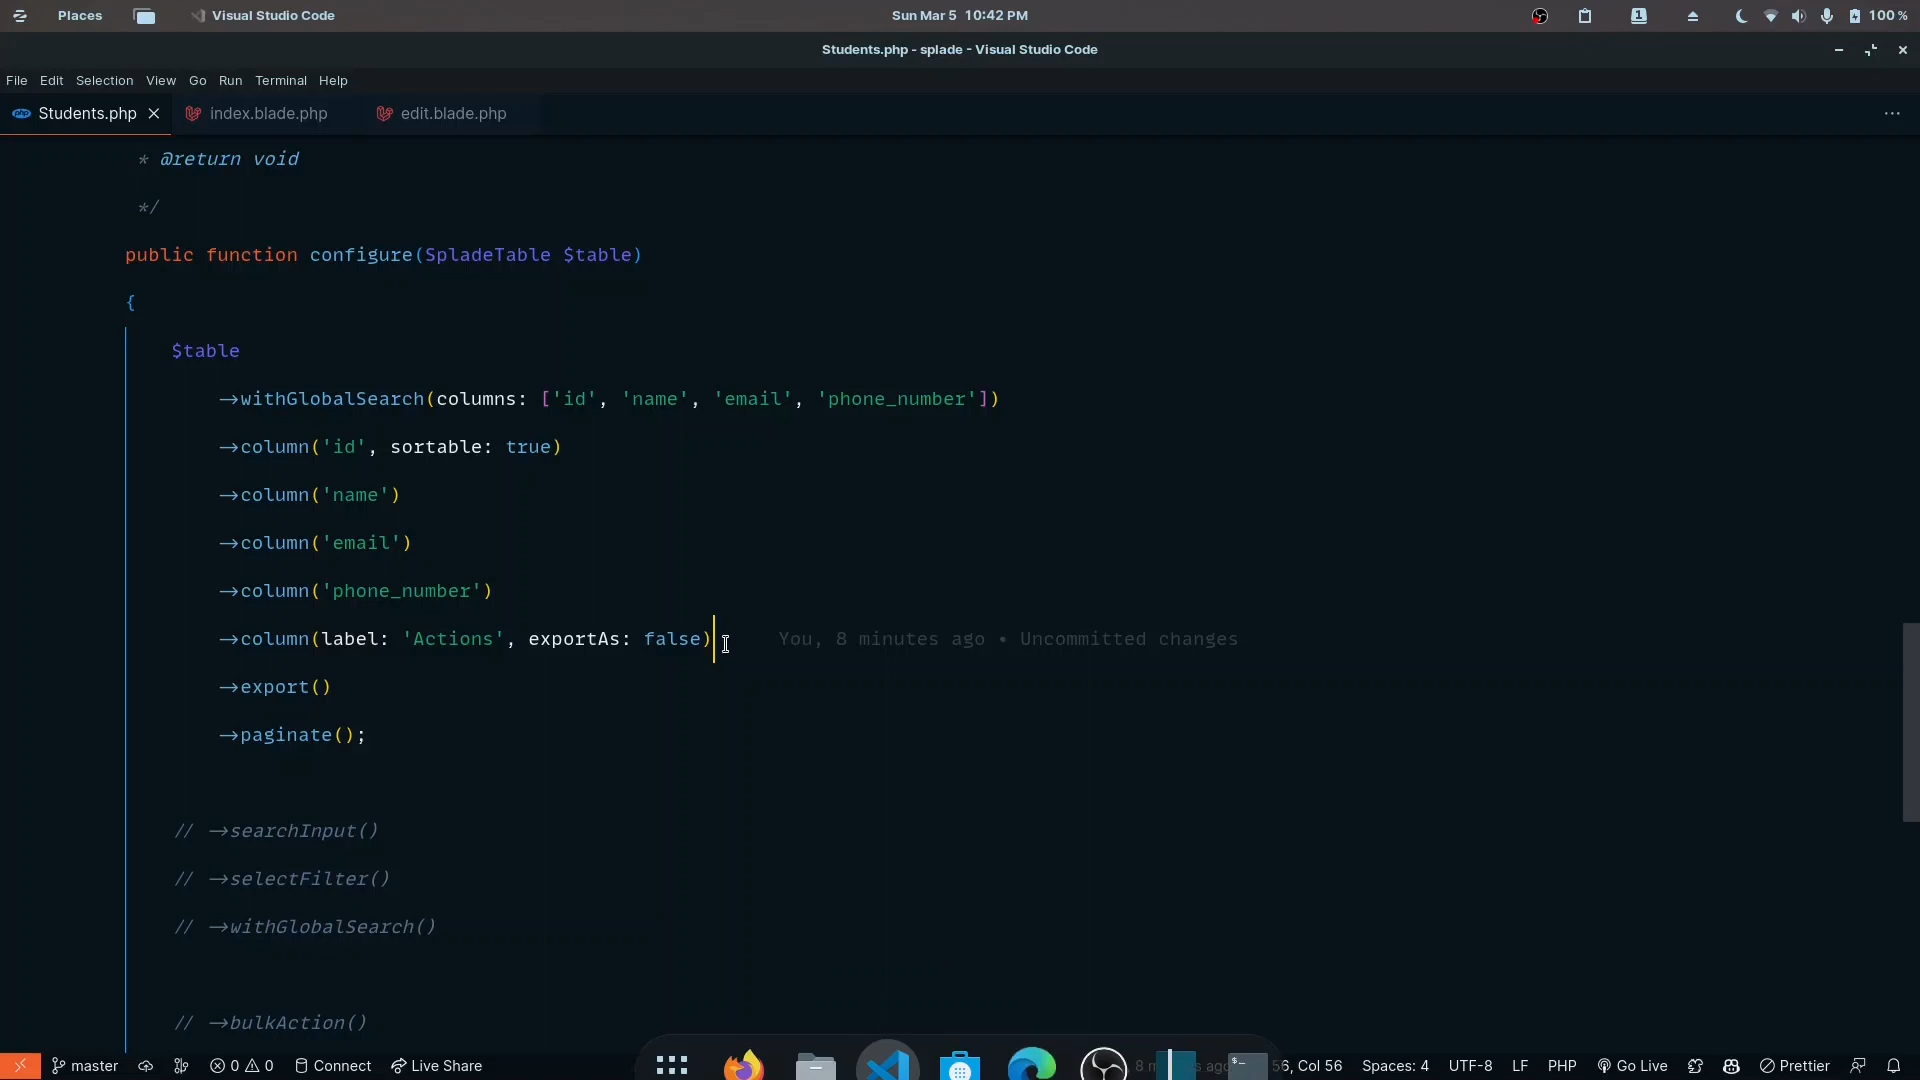 Places Visual Studio Code Sun Mar 5 10:42 PM 1 100 %
Students.php - splade - Visual Studio Code
File Edit Selection View Go Run Terminal Help
php Students.php index.blade.php edit.blade.php ...
* @return void
*/
public function configure(SpladeTable $table)
{
$table
->withGlobalSearch(columns: ['id', 'name', 'email', 'phone_number'])
->column('id', sortable: true)
->column('name')
->column('email')
->column('phone_number')
->column(label: 'Actions', exportAs: false) You, 8 minutes ago • Uncommitted changes
->export()
->paginate();
// ->searchInput()
// ->selectFilter()
// ->withGlobalSearch()
// ->bulkAction()
master 0 0 Connect Live Share Col 56 Spaces: 4 UTF-8 LF PHP Go Live Prettier